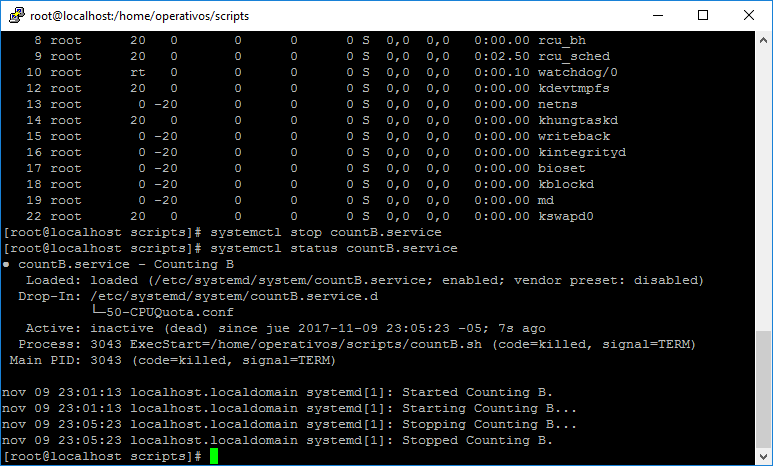 root@localhost:/home/operativos/scripts
8 root 20 0 0 0 0 S 0,0 0,0 0:00.00 rcu_bh
9 root 20 0 0 0 0 S 0,0 0,0 0:02.50 rcu_sched
10 root rt 0 0 0 0 S 0,0 0,0 0:00.10 watchdog/0
12 root 20 0 0 0 0 S 0,0 0,0 0:00.00 kdevtmpfs
13 root 0 -20 0 0 0 S 0,0 0,0 0:00.00 netns
14 root 20 0 0 0 0 S 0,0 0,0 0:00.00 khungtaskd
15 root 0 -20 0 0 0 S 0,0 0,0 0:00.00 writeback
16 root 0 -20 0 0 0 S 0,0 0,0 0:00.00 kintegrityd
17 root 0 -20 0 0 0 S 0,0 0,0 0:00.00 bioset
18 root 0 -20 0 0 0 S 0,0 0,0 0:00.00 kblockd
19 root 0 -20 0 0 0 S 0,0 0,0 0:00.00 md
22 root 20 0 0 0 0 S 0,0 0,0 0:00.00 kswapd0
[root@localhost scripts]# systemctl stop countB.service
[root@localhost scripts]# systemctl status countB.service
● countB.service - Counting B
Loaded: loaded (/etc/systemd/system/countB.service; enabled; vendor preset: disabled)
Drop-In: /etc/systemd/system/countB.service.d
└─50-CPUQuota.conf
Active: inactive (dead) since jue 2017-11-09 23:05:23 -05; 7s ago
Process: 3043 ExecStart=/home/operativos/scripts/countB.sh (code=killed, signal=TERM)
Main PID: 3043 (code=killed, signal=TERM)
nov 09 23:01:13 localhost.localdomain systemd[1]: Started Counting B.
nov 09 23:01:13 localhost.localdomain systemd[1]: Starting Counting B...
nov 09 23:05:23 localhost.localdomain systemd[1]: Stopping Counting B...
nov 09 23:05:23 localhost.localdomain systemd[1]: Stopped Counting B.
[root@localhost scripts]#